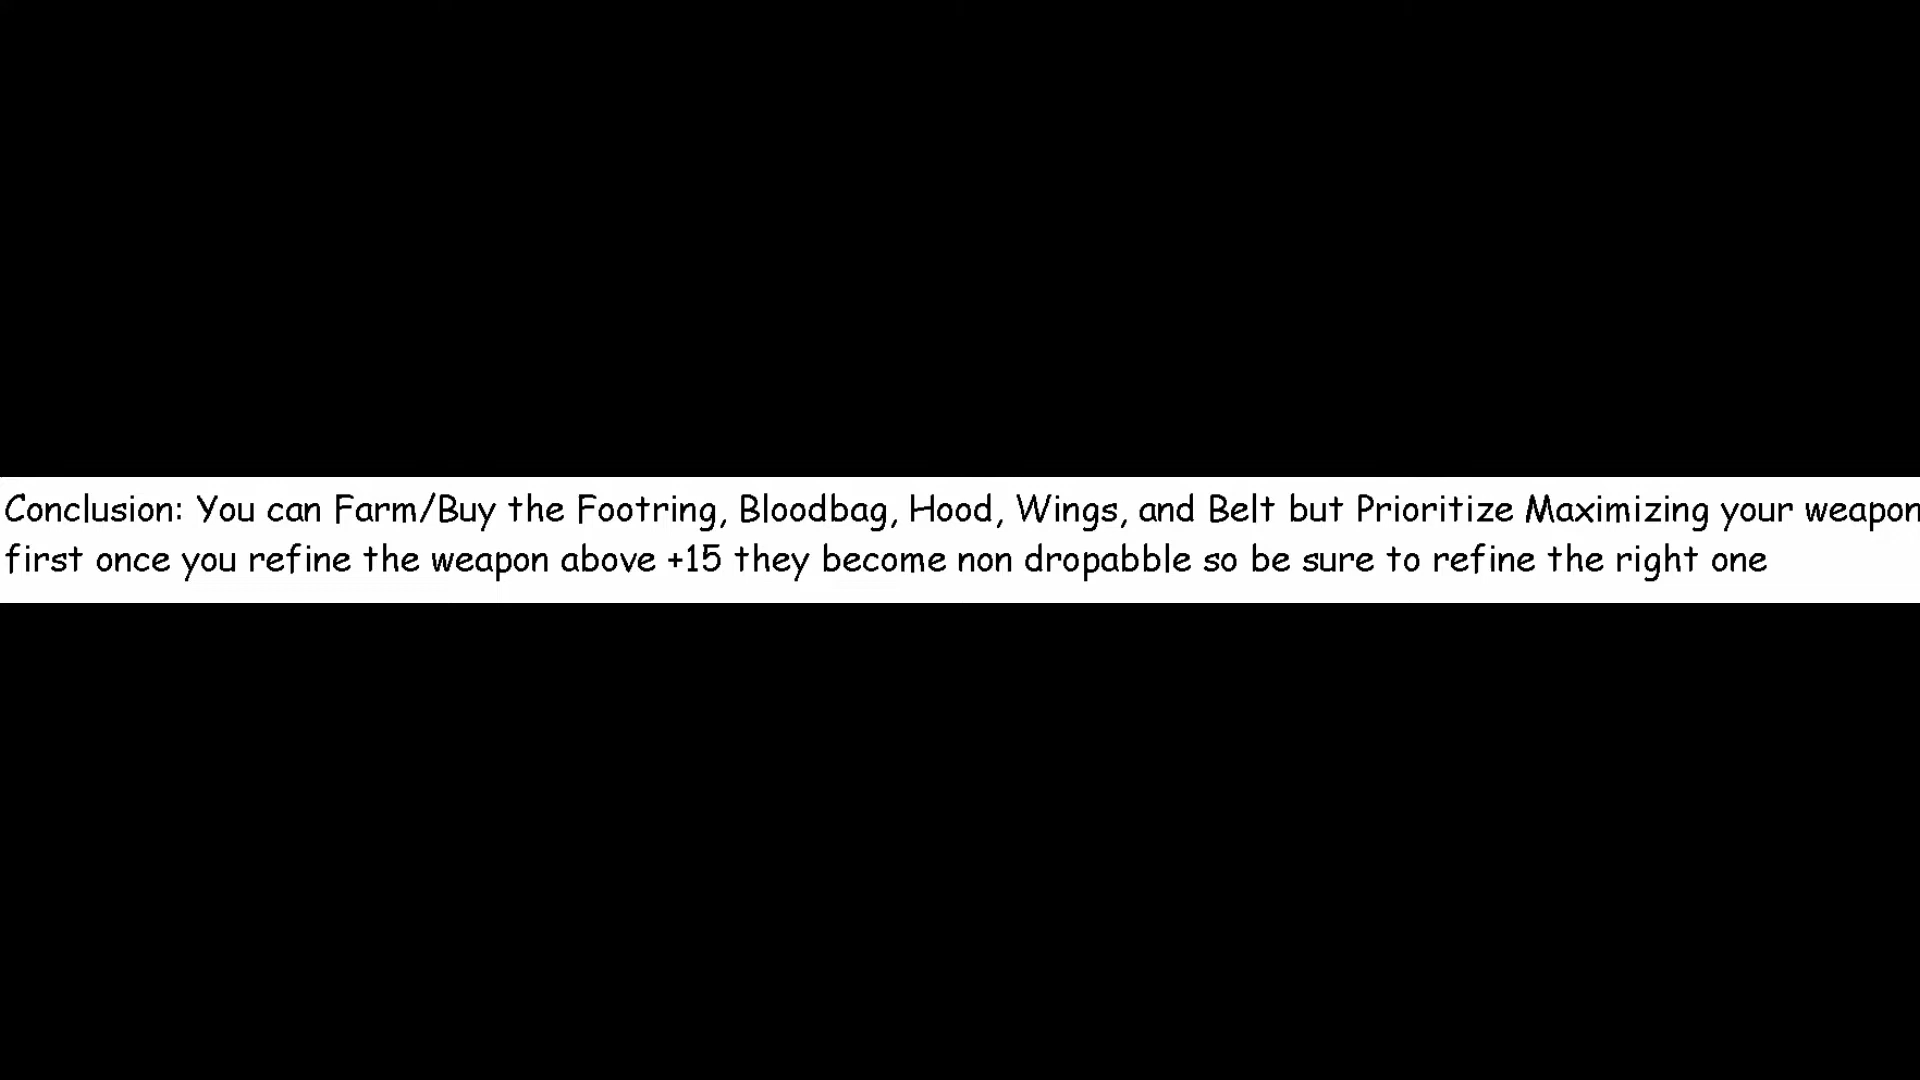 Conclusion: You can Farm/Buy the Footring, Bloodbag, Hood, Wings, and Belt but Prioritize Maximizing your weapon
first once you refine the weapon above +15 they become non dropabble so be sure to refine the right one